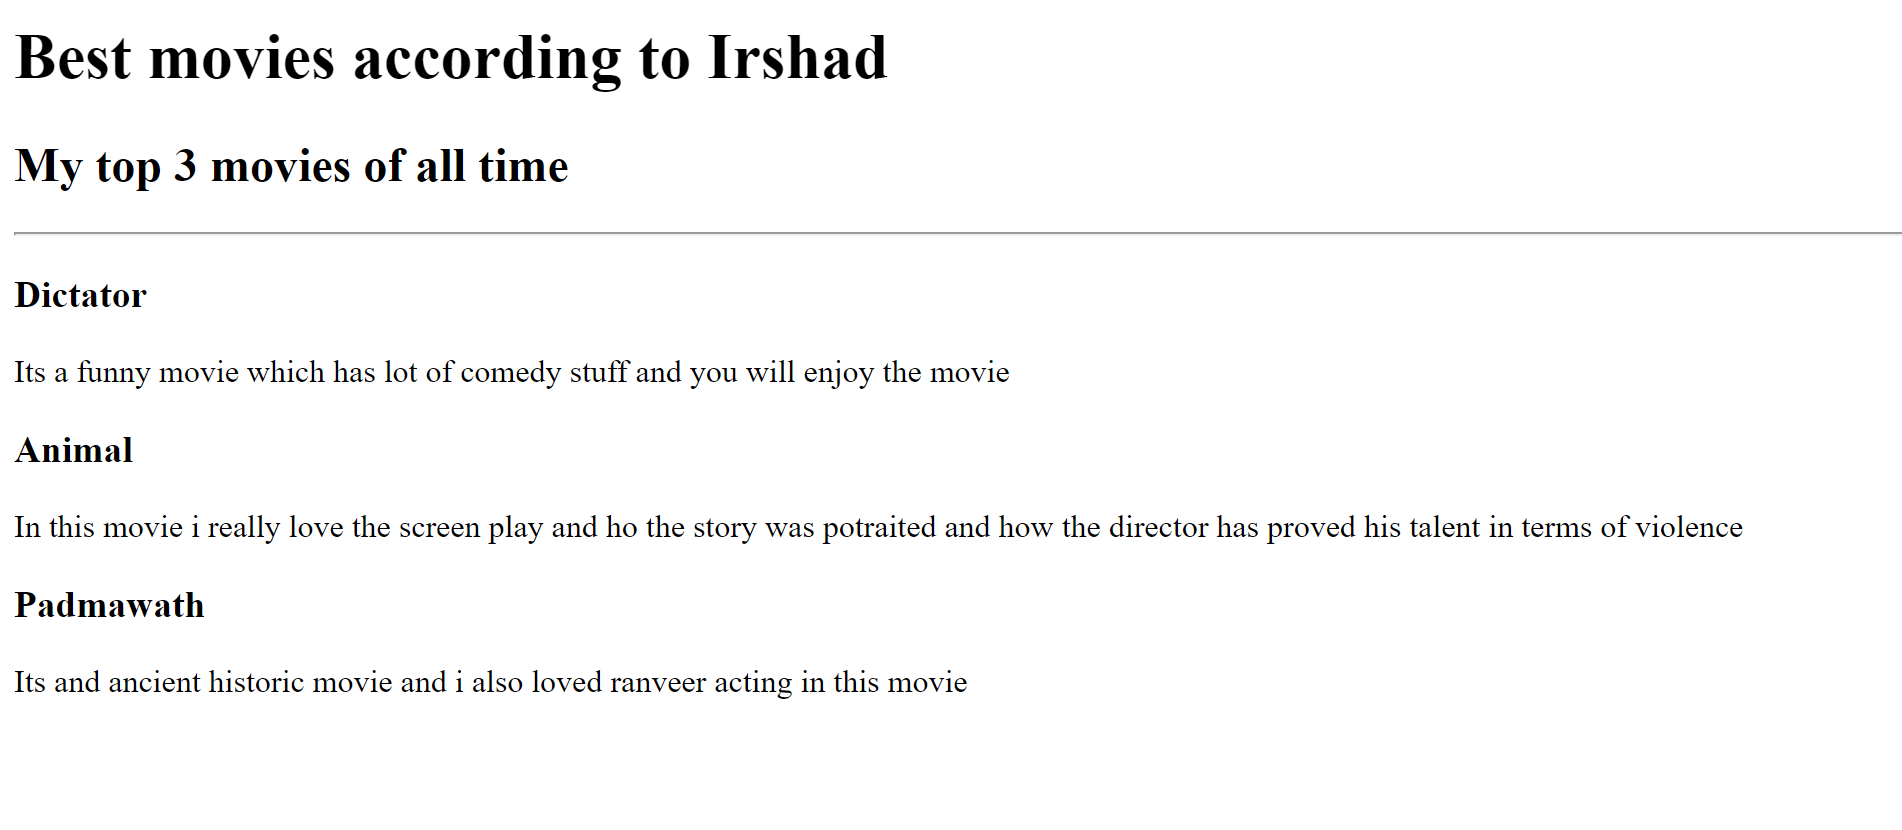 Best movies according to Irshad
My top 3 movies of all time
Dictator
Its a funny movie which has lot of comedy stuff and you will enjoy the movie
Animal
In this movie i really love the screen play and ho the story was potraited and how the director has proved his talent in terms of violence
Padmawath
Its and ancient historic movie and i also loved ranveer acting in this movie